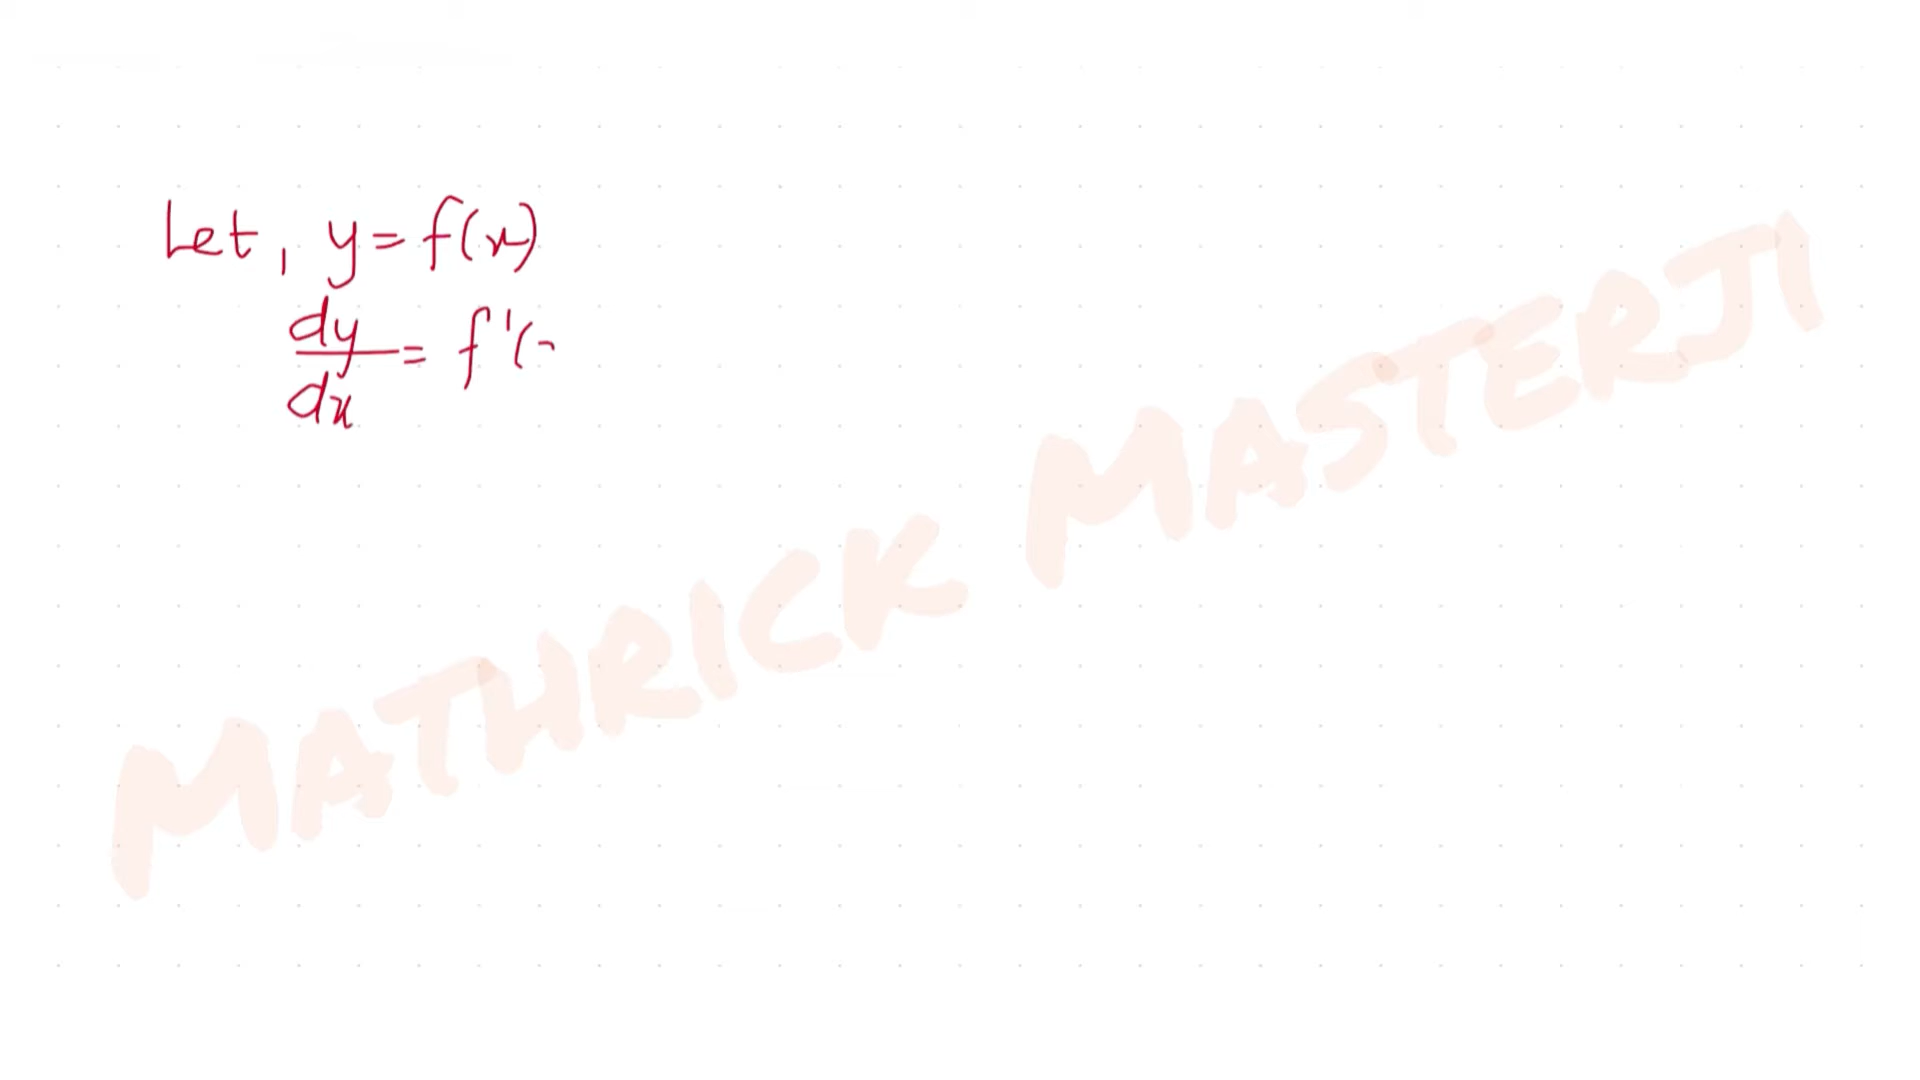 Let, y = f(x)
dy/dx = f'(
MATHRICK MASTERJI